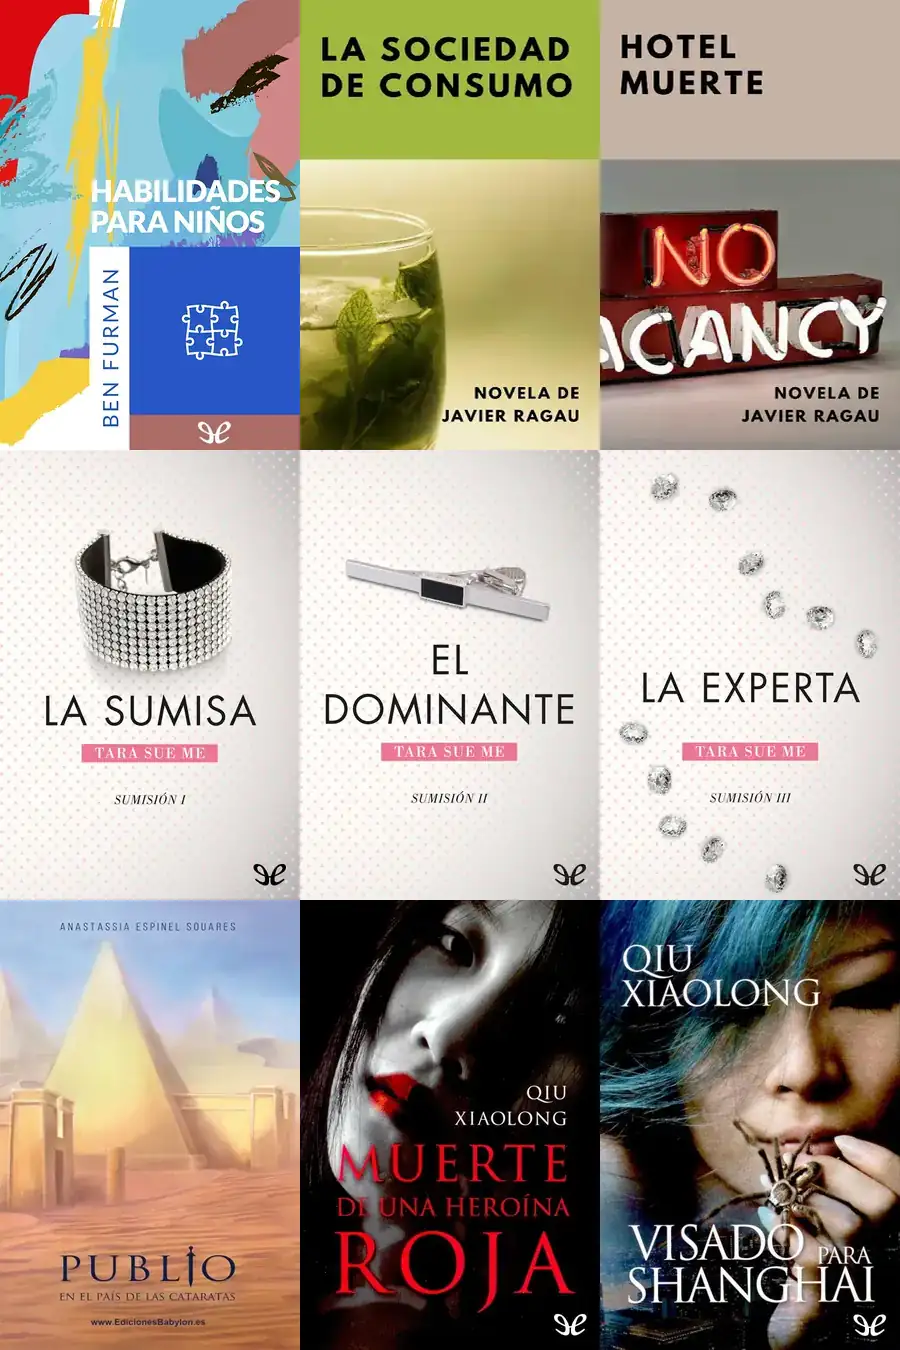 HABILIDADES
PARA NIÑOS
BEN FURMAN
LA SOCIEDAD
DE CONSUMO
NOVELA DE
JAVIER RAGAU
HOTEL
MUERTE
NO
ACANCY
NOVELA DE
JAVIER RAGAU
LA SUMISA
TARA SUE ME
SUMISIÓN I
EL
DOMINANTE
TARA SUE ME
SUMISIÓN II
LA EXPERTA
TARA SUE ME
SUMISIÓN III
ANASTASSIA ESPINEL SOUARES
PUBLIO
EN EL PAÍS DE LAS CATARATAS
www.EdicionesBabylon.es
QIU
XIAOLONG
MUERTE
DE UNA HEROÍNA
ROJA
QIU
XIAOLONG
VISADO PARA
SHANGHAI